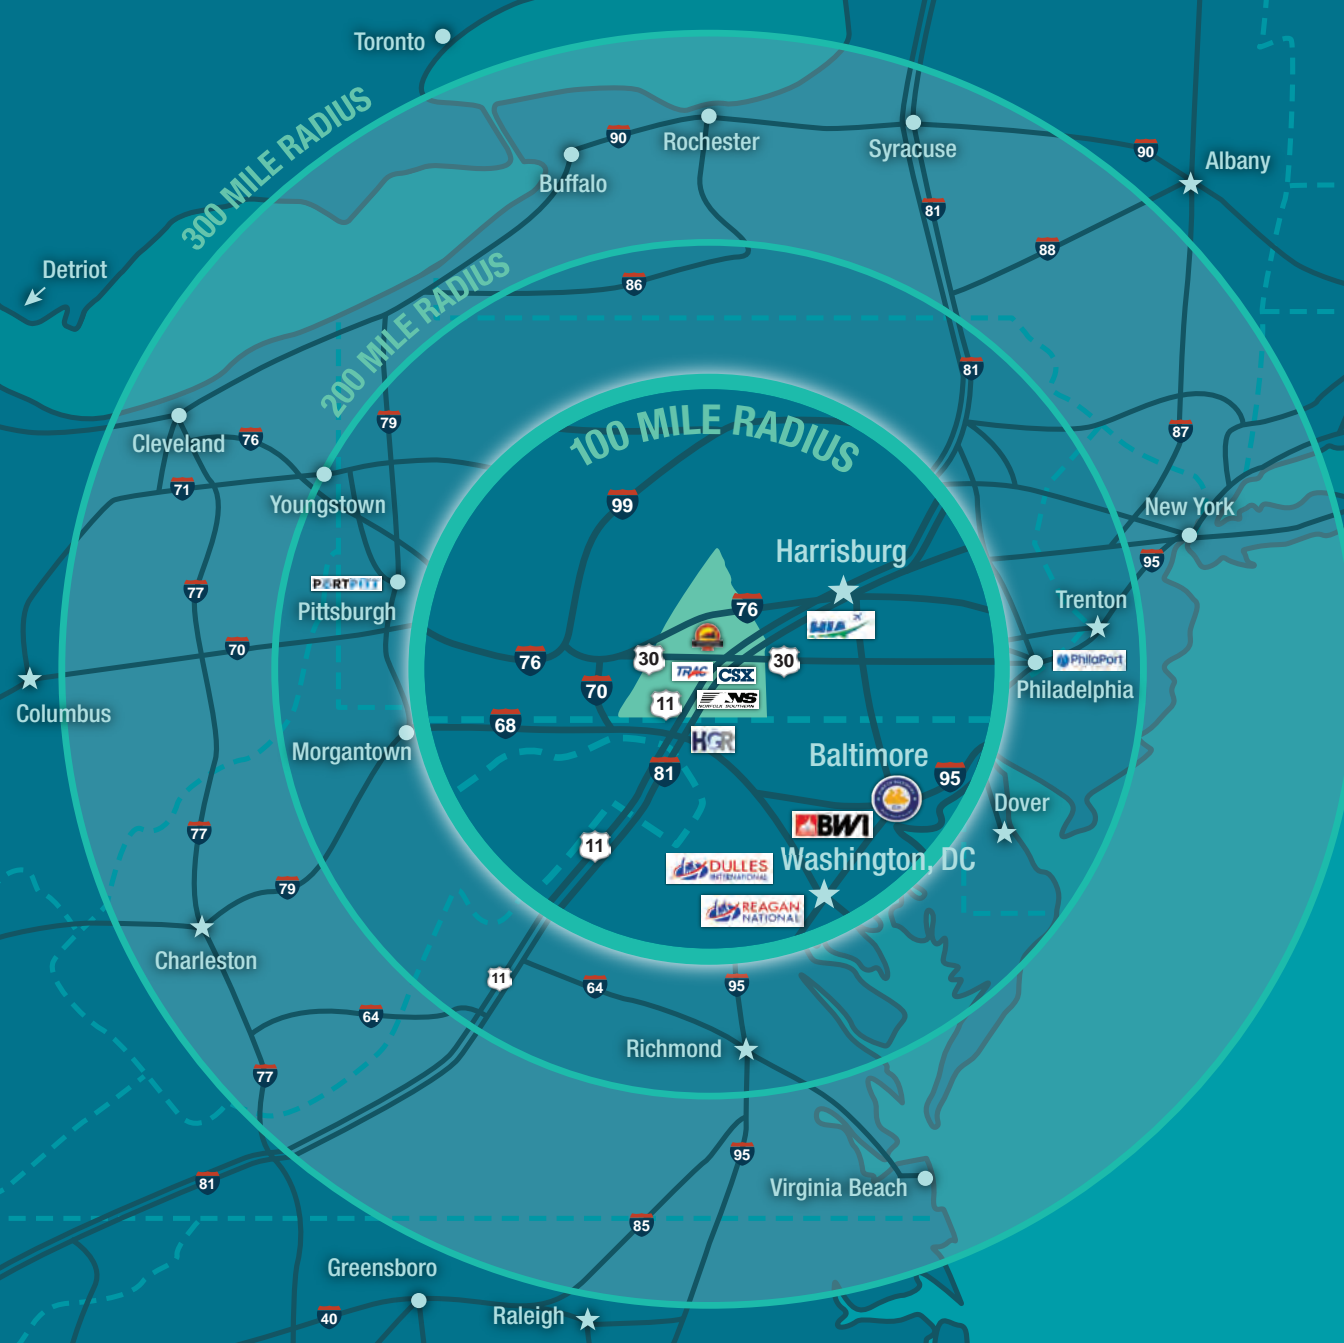 Toronto
300 MILE RADIUS
90
Rochester
Syracuse
90
Albany
Buffalo
81
88
Detriot
200 MILE RADIUS
86
81
100 MILE RADIUS
79
Cleveland
76
87
71
Youngstown
99
New York
Harrisburg
95
PORTPITT
Pittsburgh
77
76
HIA
Trenton
70
76
30
30
TRAC
CSX
PhilaPort
Philadelphia
70
11
NS
NORFOLK SOUTHERN
Columbus
68
HGR
Morgantown
81
Baltimore
95
Dover
77
11
BWI
DULLES
INTERNATIONAL
Washington, DC
79
REAGAN
NATIONAL
Charleston
11
64
95
64
Richmond
77
95
81
Virginia Beach
85
Greensboro
40
Raleigh